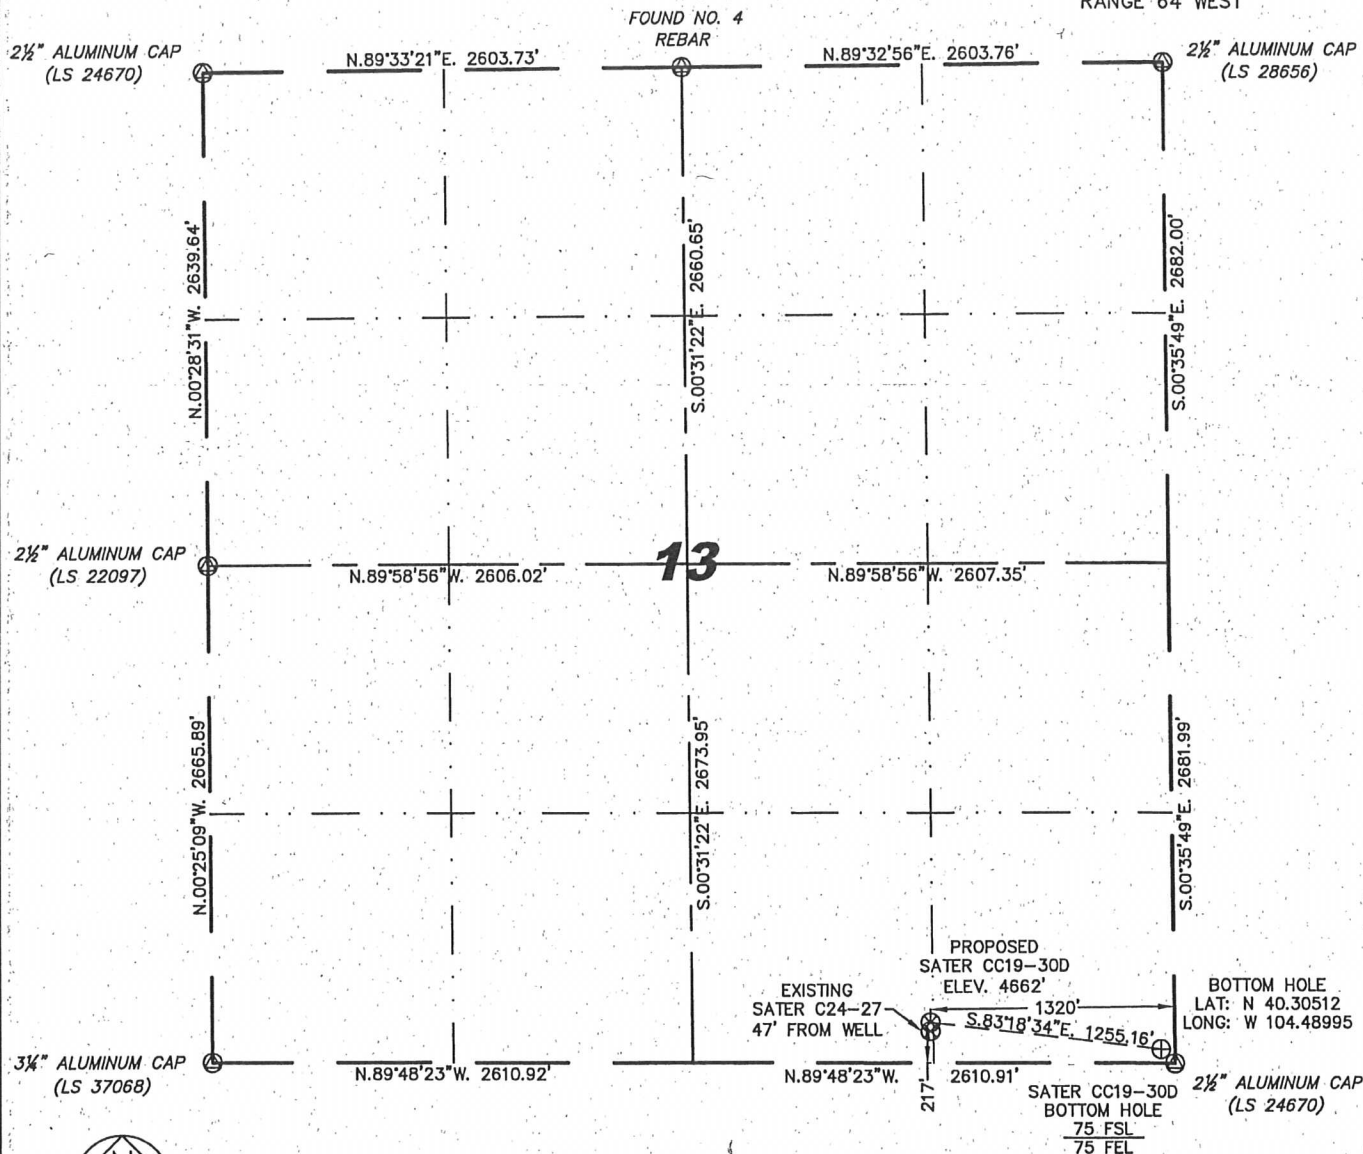 RANGE 64 WEST
FOUND NO. 4
REBAR
2½" ALUMINUM CAP
(LS 24670)
N.89°33'21"E. 2603.73'
N.89°32'56"E. 2603.76'
2½" ALUMINUM CAP
(LS 28656)
N.00°28'31"W. 2639.64'
S.00°31'22"E. 2660.65'
S.00°35'49"E. 2682.00'
2½" ALUMINUM CAP
(LS 22097)
N.89°58'56"W. 2606.02'
13
N.89°58'56"W. 2607.35'
N.00°25'09"W. 2665.89'
S.00°31'22"E. 2673.95'
S.00°35'49"E. 2681.99'
PROPOSED
SATER CC19-30D
ELEV. 4662'
EXISTING
SATER C24-27
47' FROM WELL
1320'
S.83°18'34"E. 1255.16'
BOTTOM HOLE
LAT: N 40.30512
LONG: W 104.48995
3¼" ALUMINUM CAP
(LS 37068)
N.89°48'23"W. 2610.92'
N.89°48'23"W. 2610.91'
217'
SATER CC19-30D
BOTTOM HOLE
75 FSL
75 FEL
2½" ALUMINUM CAP
(LS 24670)